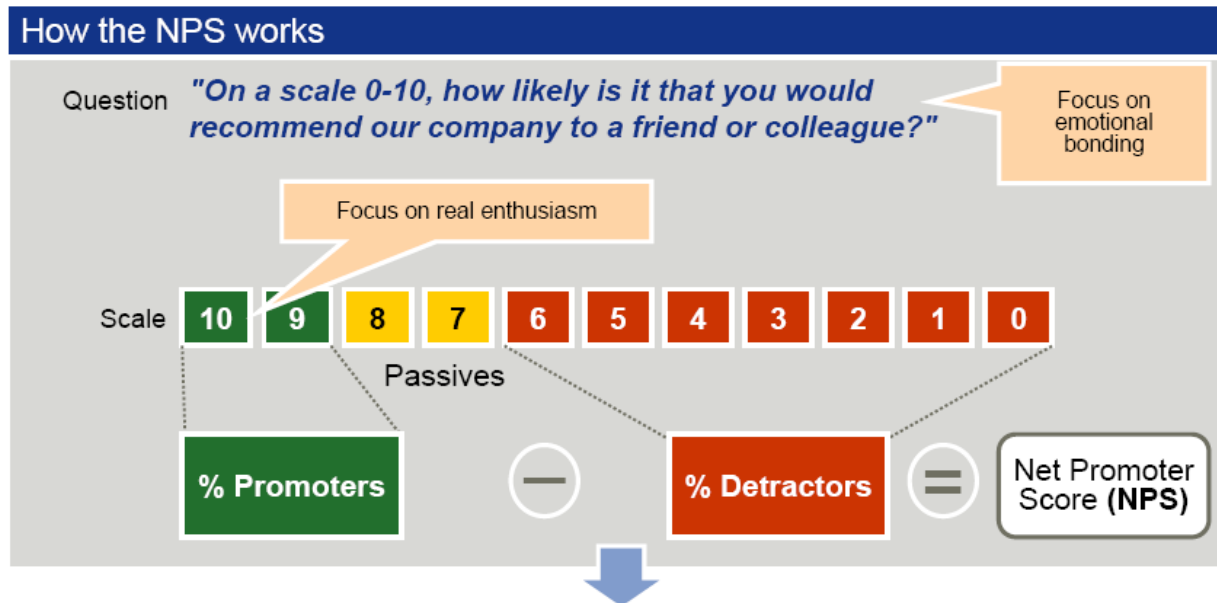 How the NPS works
Question
"On a scale 0-10, how likely is it that you would
recommend our company to a friend or colleague?"
Focus on
emotional
bonding
Focus on real enthusiasm
Scale
10 9 8 7 6 5 4 3 2 1 0
Passives
% Promoters
−
% Detractors
=
Net Promoter
Score (NPS)